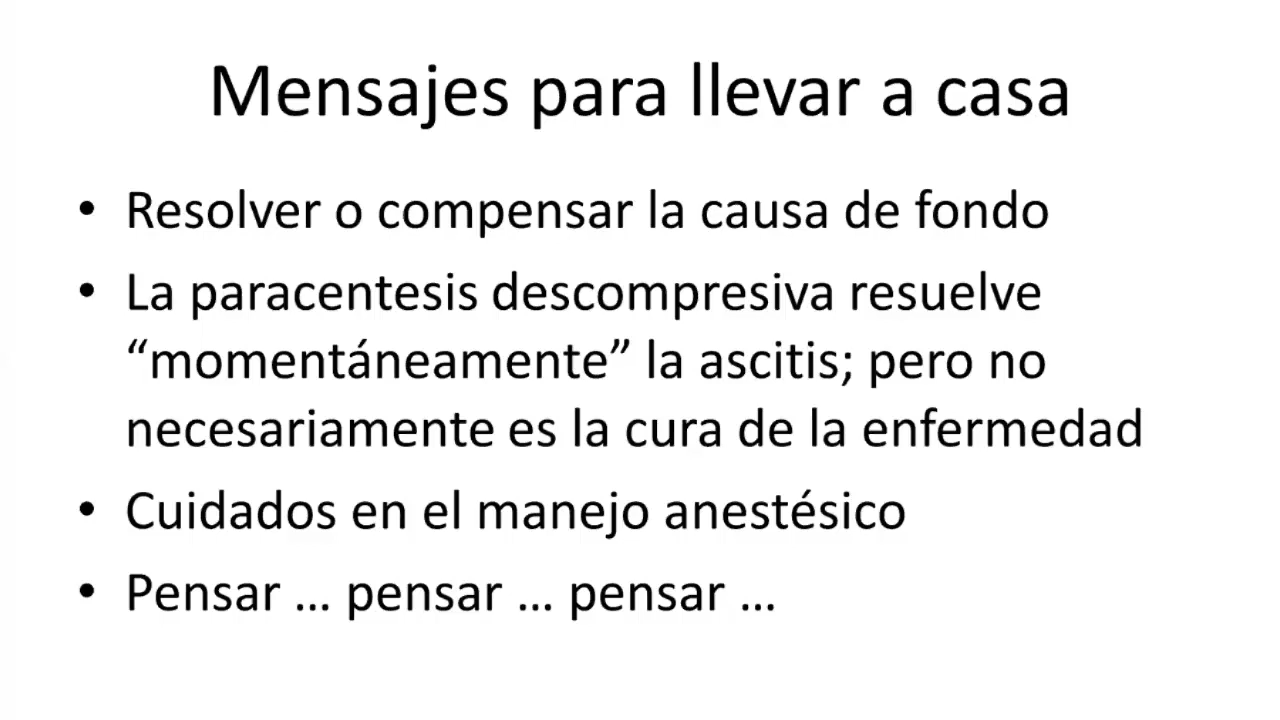 Mensajes para llevar a casa
• Resolver o compensar la causa de fondo
• La paracentesis descompresiva resuelve
“momentáneamente” la ascitis; pero no
necesariamente es la cura de la enfermedad
• Cuidados en el manejo anestésico
• Pensar … pensar … pensar …